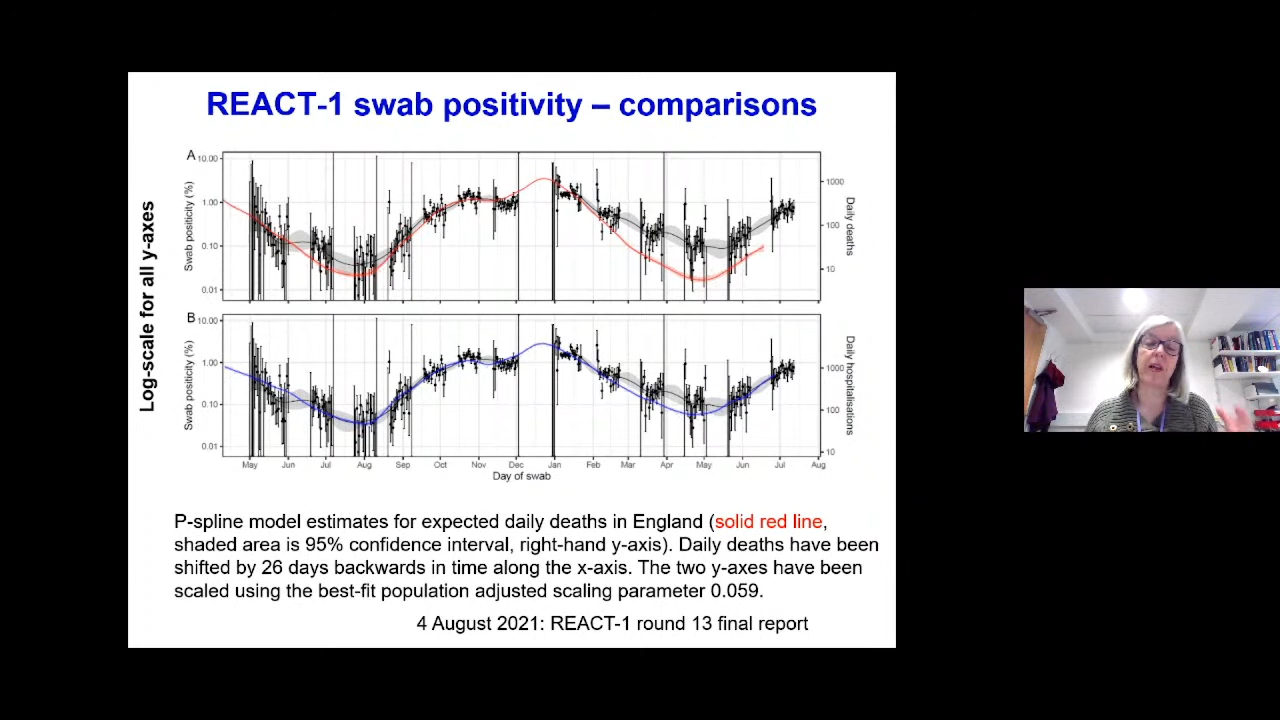 REACT-1 swab positivity – comparisons
Log-scale for all y-axes
A
10.00
1.00
0.10
0.01
Swab positicity (%)
1000
100
10
Daily deaths
B
10.00
1.00
0.10
0.01
Swab positicity (%)
1000
100
10
Daily hospitalisations
May Jun Jul Aug Sep Oct Nov Dec Jan Feb Mar Apr May Jun Jul Aug
Day of swab
P-spline model estimates for expected daily deaths in England (solid red line,
shaded area is 95% confidence interval, right-hand y-axis). Daily deaths have been
shifted by 26 days backwards in time along the x-axis. The two y-axes have been
scaled using the best-fit population adjusted scaling parameter 0.059.
4 August 2021: REACT-1 round 13 final report